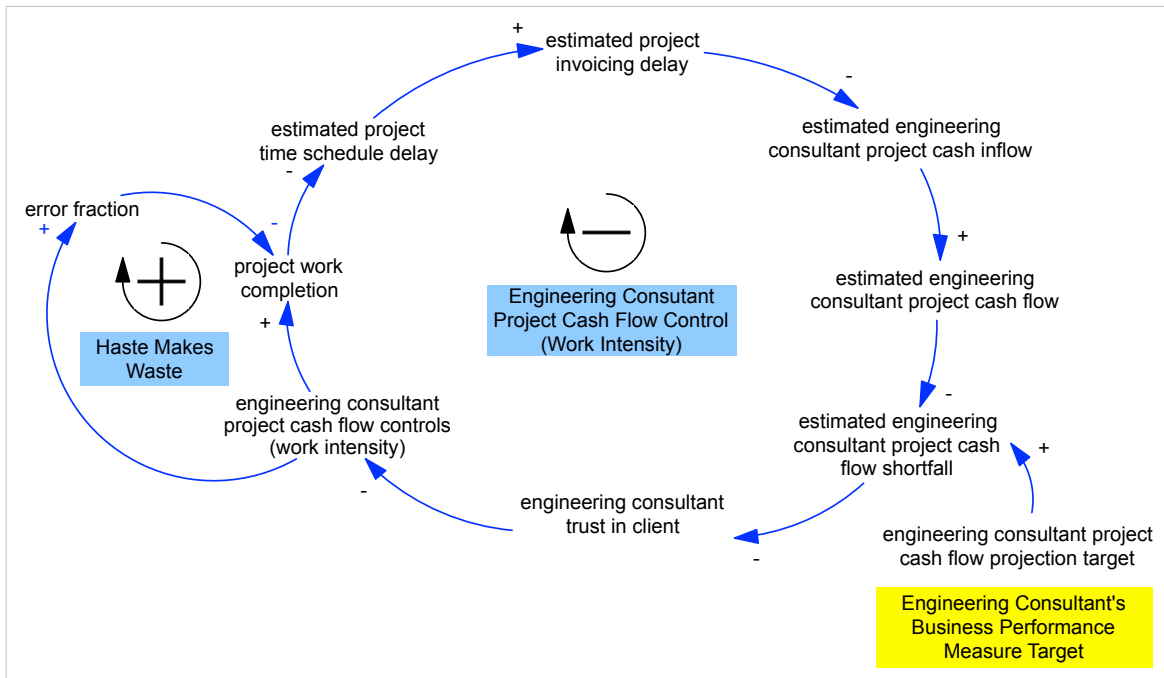 +
estimated project
invoicing delay
-
estimated engineering
consultant project cash inflow
estimated project
time schedule delay
-
error fraction
+
-
+
project work
completion
estimated engineering
consultant project cash flow
Engineering Consutant
Project Cash Flow Control
(Work Intensity)
+
Haste Makes
Waste
-
engineering consultant
project cash flow controls
(work intensity)
estimated engineering
consultant project cash
flow shortfall
+
-
engineering consultant
trust in client
-
engineering consultant project
cash flow projection target
Engineering Consultant's
Business Performance
Measure Target